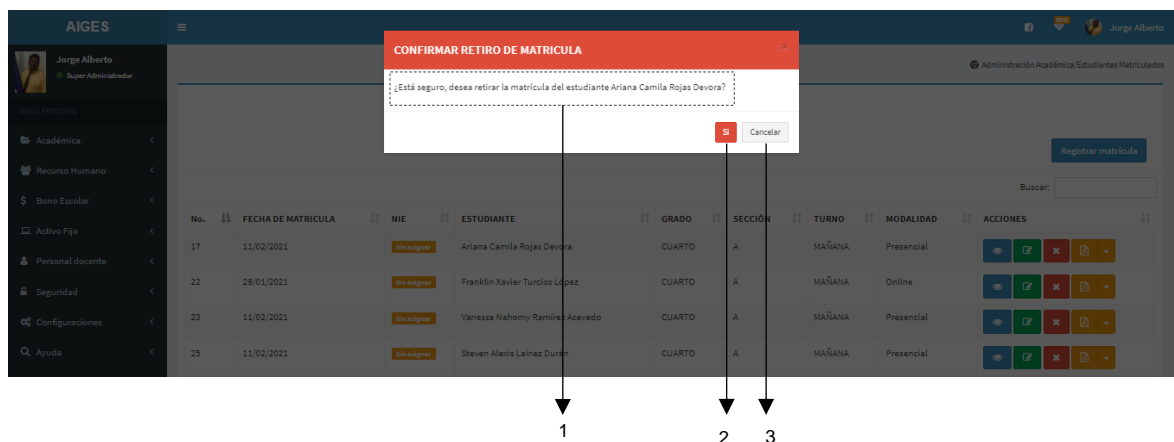 AIGES
Jorge Alberto
Jorge Alberto
Super Administrador
CONFIRMAR RETIRO DE MATRICULA
×
Administración Académica/Estudiantes Matriculados
¿Está seguro, desea retirar la matrícula del estudiante Ariana Camila Rojas Devora?
MENU PRINCIPAL
Si Cancelar
Académica
Registrar matrícula
Recurso Humano
Buscar:
Bono Escolar
No. FECHA DE MATRICULA NIE ESTUDIANTE GRADO SECCIÓN TURNO MODALIDAD ACCIONES
Activo Fijo
17 11/02/2021 Sin asignar Ariana Camila Rojas Devora CUARTO A MAÑANA Presencial
Personal docente
22 28/01/2021 Sin asignar Franklin Xavier Turcios López CUARTO A MAÑANA Online
Seguridad
23 11/02/2021 Sin asignar Vanessa Nahomy Ramírez Acevedo CUARTO A MAÑANA Presencial
Configuraciones
25 11/02/2021 Sin asignar Steven Alexis Laínez Durán CUARTO A MAÑANA Presencial
Ayuda
1 2 3